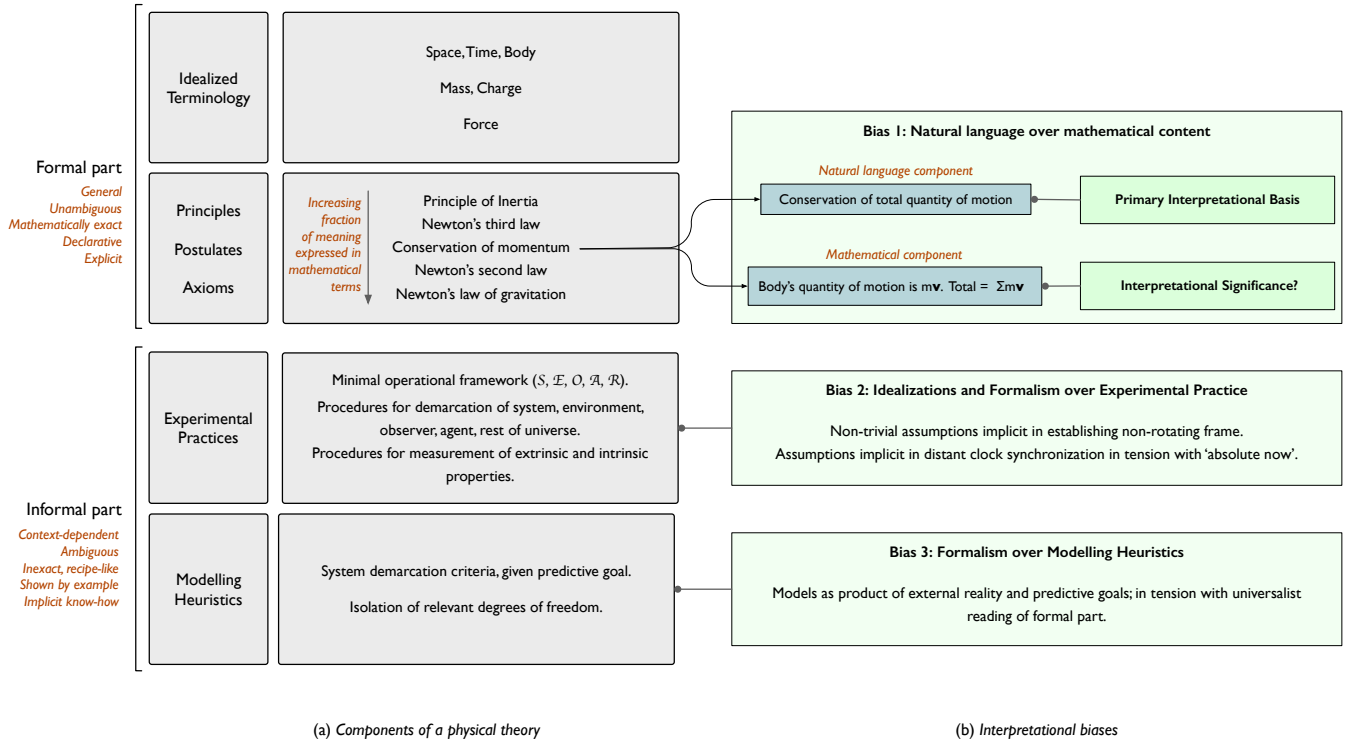 Formal part
General
Unambiguous
Mathematically exact
Declarative
Explicit
Idealized
Terminology
Space, Time, Body
Mass, Charge
Force
Principles
Postulates
Axioms
Increasing
fraction
of meaning
expressed in
mathematical
terms
Principle of Inertia
Newton's third law
Conservation of momentum
Newton's second law
Newton's law of gravitation
Bias 1: Natural language over mathematical content
Natural language component
Conservation of total quantity of motion
Primary Interpretational Basis
Mathematical component
Body's quantity of motion is mv. Total = Σmv
Interpretational Significance?
Informal part
Context-dependent
Ambiguous
Inexact, recipe-like
Shown by example
Implicit know-how
Experimental
Practices
Minimal operational framework (S, E, O, A, R).
Procedures for demarcation of system, environment,
observer, agent, rest of universe.
Procedures for measurement of extrinsic and intrinsic
properties.
Bias 2: Idealizations and Formalism over Experimental Practice
Non-trivial assumptions implicit in establishing non-rotating frame.
Assumptions implicit in distant clock synchronization in tension with 'absolute now'.
Modelling
Heuristics
System demarcation criteria, given predictive goal.
Isolation of relevant degrees of freedom.
Bias 3: Formalism over Modelling Heuristics
Models as product of external reality and predictive goals; in tension with universalist
reading of formal part.
(a) Components of a physical theory
(b) Interpretational biases